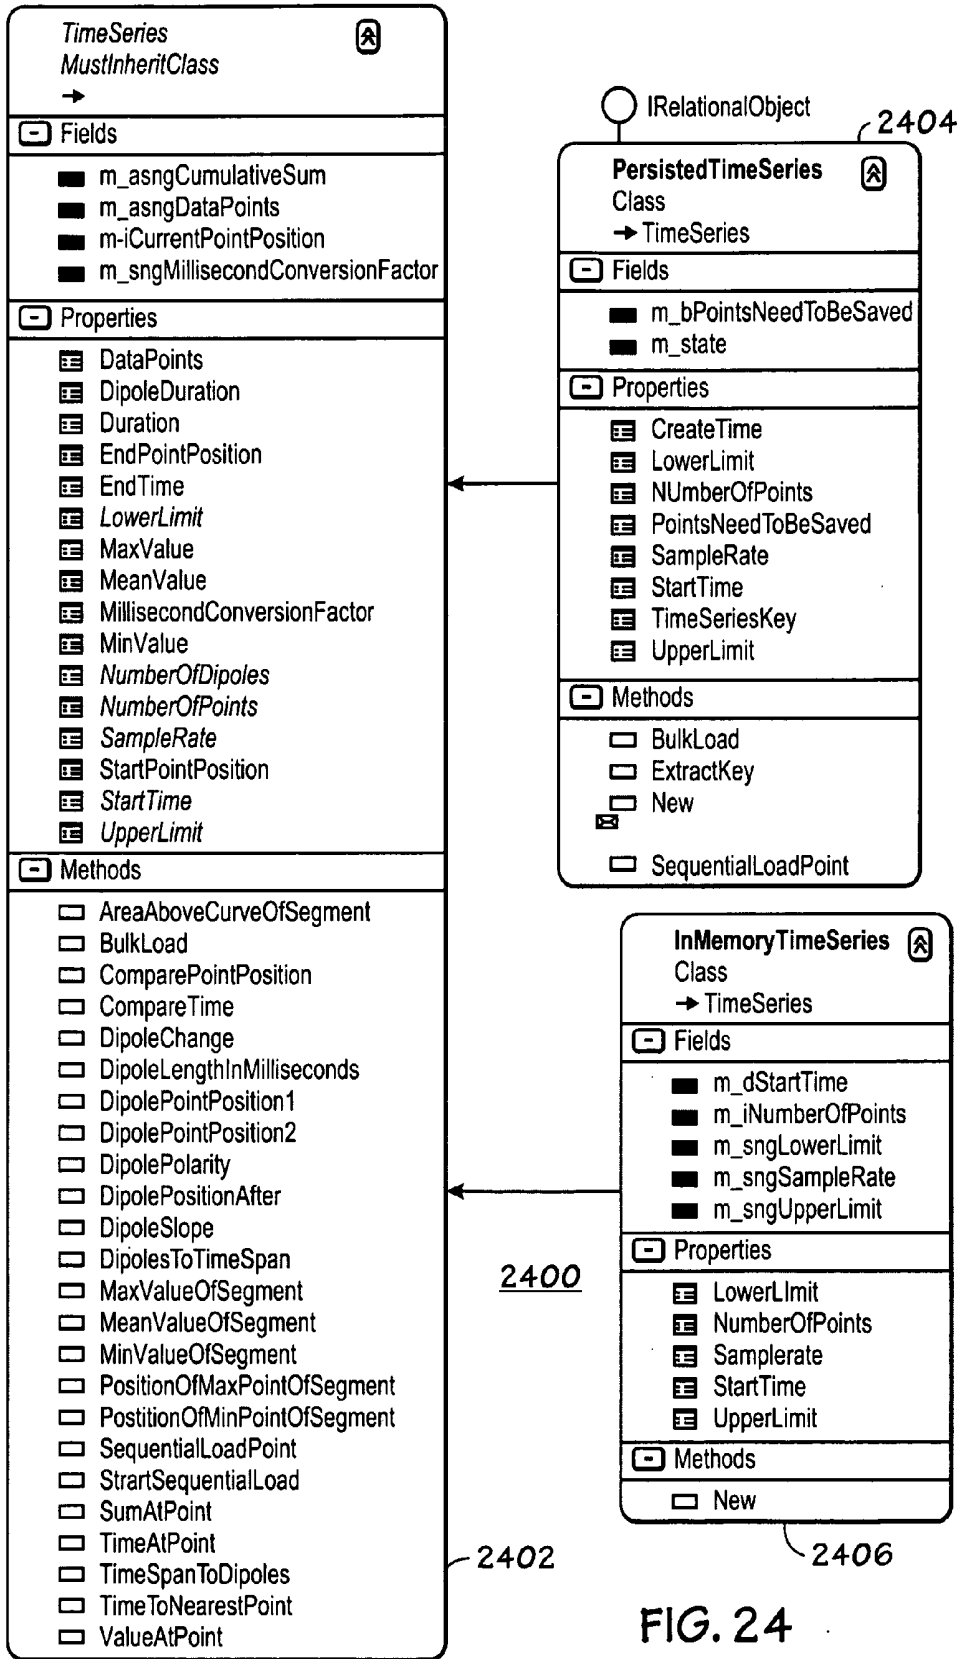 TimeSeries
MustInheritClass
Fields
m_asngCumulativeSum
m_asngDataPoints
m-iCurrentPointPosition
m_sngMillisecondConversionFactor
Properties
DataPoints
DipoleDuration
Duration
EndPointPosition
EndTime
LowerLimit
MaxValue
MeanValue
MillisecondConversionFactor
MinValue
NumberOfDipoles
NumberOfPoints
SampleRate
StartPointPosition
StartTime
UpperLimit
Methods
AreaAboveCurveOfSegment
BulkLoad
ComparePointPosition
CompareTime
DipoleChange
DipoleLengthInMilliseconds
DipolePointPosition1
DipolePointPosition2
DipolePolarity
DipolePositionAfter
DipoleSlope
DipolesToTimeSpan
MaxValueOfSegment
MeanValueOfSegment
MinValueOfSegment
PositionOfMaxPointOfSegment
PostitionOfMinPointOfSegment
SequentialLoadPoint
StrartSequentialLoad
SumAtPoint
TimeAtPoint
TimeSpanToDipoles
TimeToNearestPoint
ValueAtPoint
2402
IRelationalObject
2404
PersistedTimeSeries
Class
TimeSeries
Fields
m_bPointsNeedToBeSaved
m_state
Properties
CreateTime
LowerLimit
NUmberOfPoints
PointsNeedToBeSaved
SampleRate
StartTime
TimeSeriesKey
UpperLimit
Methods
BulkLoad
ExtractKey
New
SequentialLoadPoint
InMemoryTimeSeries
Class
TimeSeries
Fields
m_dStartTime
m_iNumberOfPoints
m_sngLowerLimit
m_sngSampleRate
m_sngUpperLimit
Properties
LowerLImit
NumberOfPoints
Samplerate
StartTime
UpperLimit
Methods
New
2406
2400
FIG. 24